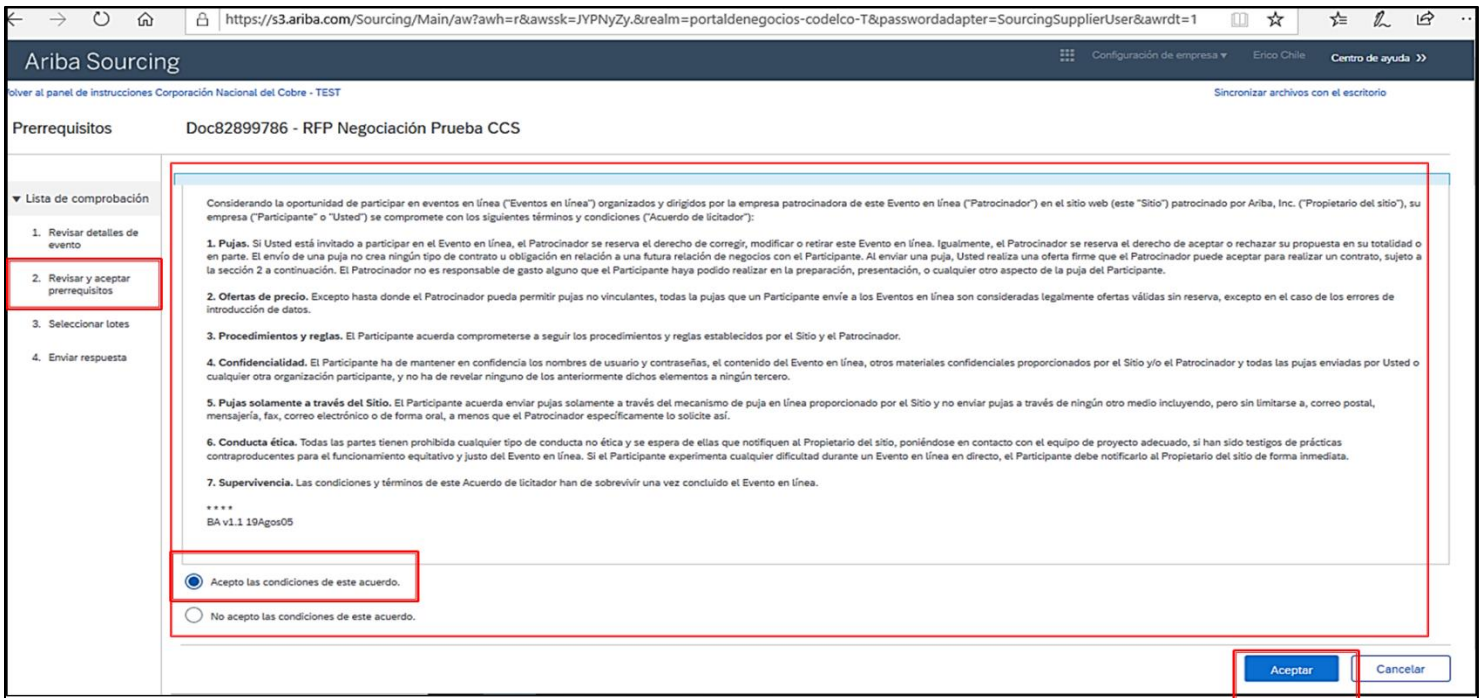 https://s3.ariba.com/Sourcing/Main/aw?awh=r&awssk=JYPNyZy.&realm=portaldenegocios-codelco-T&passwordadapter=SourcingSupplierUser&awrdt=1
Ariba Sourcing
Configuración de empresa ▾
Erico Chile
Centro de ayuda >>
olver al panel de instrucciones Corporación Nacional del Cobre - TEST
Sincronizar archivos con el escritorio
Prerrequisitos
Doc82899786 - RFP Negociación Prueba CCS
▼ Lista de comprobación
1. Revisar detalles de
evento
2. Revisar y aceptar
prerrequisitos
3. Seleccionar lotes
4. Enviar respuesta
Considerando la oportunidad de participar en eventos en línea ("Eventos en línea") organizados y dirigidos por la empresa patrocinadora de este Evento en línea ("Patrocinador") en el sitio web (este "Sitio") patrocinado por Ariba, Inc. ("Propietario del sitio"), su
empresa ("Participante" o "Usted") se compromete con los siguientes términos y condiciones ("Acuerdo de licitador"):
1. Pujas. Si Usted está invitado a participar en el Evento en línea, el Patrocinador se reserva el derecho de corregir, modificar o retirar este Evento en línea. Igualmente, el Patrocinador se reserva el derecho de aceptar o rechazar su propuesta en su totalidad o
en parte. El envío de una puja no crea ningún tipo de contrato u obligación en relación a una futura relación de negocios con el Participante. Al enviar una puja, Usted realiza una oferta firme que el Patrocinador puede aceptar para realizar un contrato, sujeto a
la sección 2 a continuación. El Patrocinador no es responsable de gasto alguno que el Participante haya podido realizar en la preparación, presentación, o cualquier otro aspecto de la puja del Participante.
2. Ofertas de precio. Excepto hasta donde el Patrocinador pueda permitir pujas no vinculantes, todas la pujas que un Participante envíe a los Eventos en línea son consideradas legalmente ofertas válidas sin reserva, excepto en el caso de los errores de
introducción de datos.
3. Procedimientos y reglas. El Participante acuerda comprometerse a seguir los procedimientos y reglas establecidos por el Sitio y el Patrocinador.
4. Confidencialidad. El Participante ha de mantener en confidencia los nombres de usuario y contraseñas, el contenido del Evento en línea, otros materiales confidenciales proporcionados por el Sitio y/o el Patrocinador y todas las pujas enviadas por Usted o
cualquier otra organización participante, y no ha de revelar ninguno de los anteriormente dichos elementos a ningún tercero.
5. Pujas solamente a través del Sitio. El Participante acuerda enviar pujas solamente a través del mecanismo de puja en línea proporcionado por el Sitio y no enviar pujas a través de ningún otro medio incluyendo, pero sin limitarse a, correo postal,
mensajería, fax, correo electrónico o de forma oral, a menos que el Patrocinador específicamente lo solicite así.
6. Conducta ética. Todas las partes tienen prohibida cualquier tipo de conducta no ética y se espera de ellas que notifiquen al Propietario del sitio, poniéndose en contacto con el equipo de proyecto adecuado, si han sido testigos de prácticas
contraproducentes para el funcionamiento equitativo y justo del Evento en línea. Si el Participante experimenta cualquier dificultad durante un Evento en línea en directo, el Participante debe notificarlo al Propietario del sitio de forma inmediata.
7. Supervivencia. Las condiciones y términos de este Acuerdo de licitador han de sobrevivir una vez concluido el Evento en línea.
* * * *
BA v1.1 19Agos05
Acepto las condiciones de este acuerdo.
No acepto las condiciones de este acuerdo.
Aceptar
Cancelar